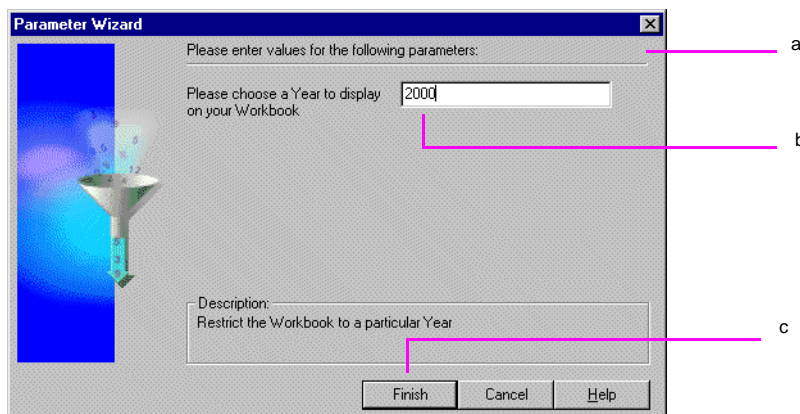 Parameter Wizard
Please enter values for the following parameters:
a
Please choose a Year to display
on your Workbook
2000
b
Description:
Restrict the Workbook to a particular Year
c
Finish
Cancel
Help